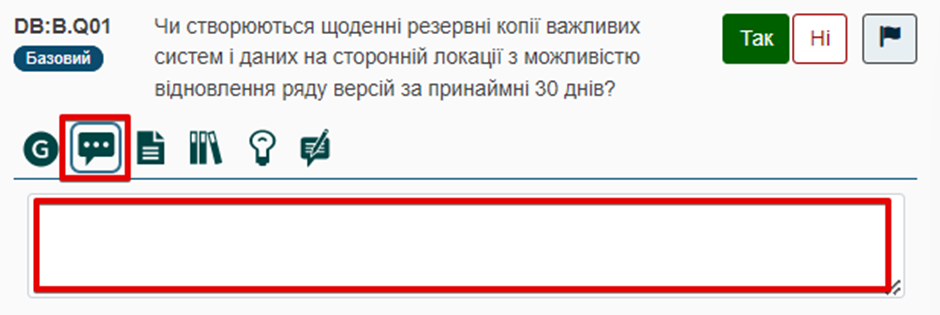 DB:B.Q01
Базовий
Чи створюються щоденні резервні копії важливих
систем і даних на сторонній локації з можливістю
відновлення ряду версій за принаймні 30 днів?
Так
Ні
G